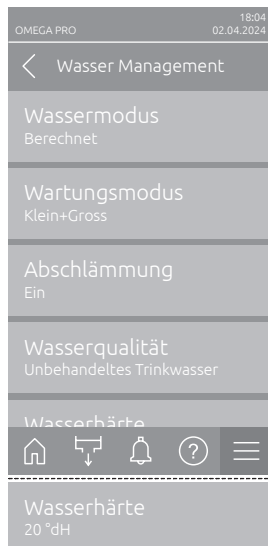 18:04
OMEGA PRO 02.04.2024
Wasser Management
Wassermodus
Berechnet
Wartungsmodus
Klein+Gross
Abschlämmung
Ein
Wasserqualität
Unbehandeltes Trinkwasser
Wasserhärte
?
Wasserhärte
20 °dH